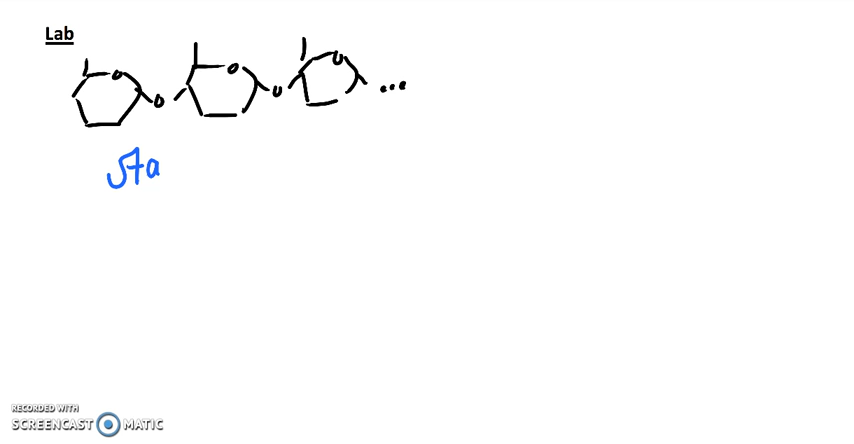 Lab
O O O O O ...
Sta
RECORDED WITH
SCREENCAST MATIC